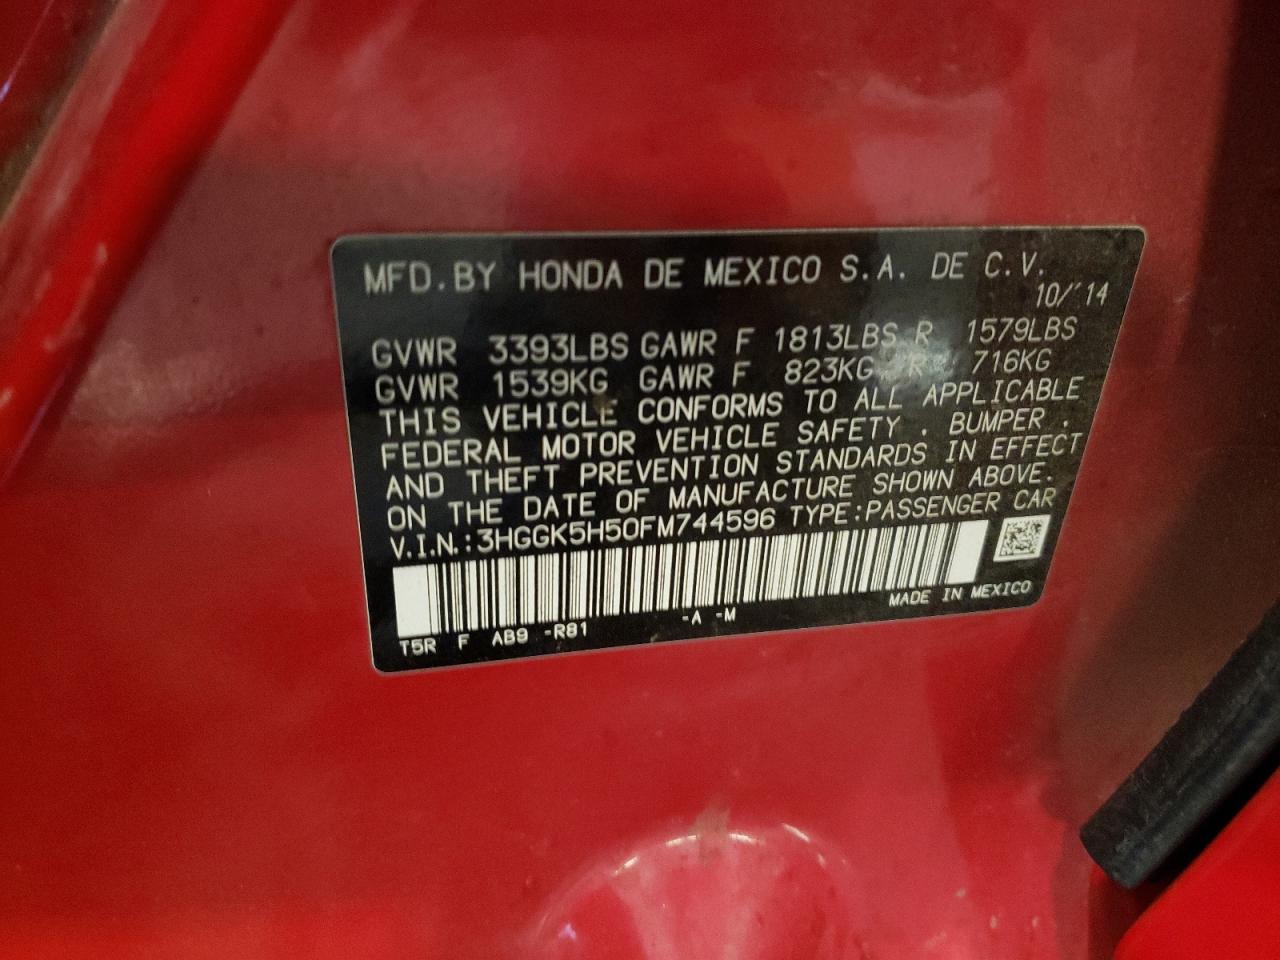 MFD.BY HONDA DE MEXICO S.A. DE C.V.
10/'14
GVWR 3393LBS GAWR F 1813LBS R 1579LBS
GVWR 1539KG GAWR F 823KG R 716KG
THIS VEHICLE CONFORMS TO ALL APPLICABLE
FEDERAL MOTOR VEHICLE SAFETY , BUMPER ,
AND THEFT PREVENTION STANDARDS IN EFFECT
ON THE DATE OF MANUFACTURE SHOWN ABOVE.
V.I.N.:3HGGK5H50FM744596 TYPE:PASSENGER CAR
MADE IN MEXICO
T5R F AB9 -R81 -A -M